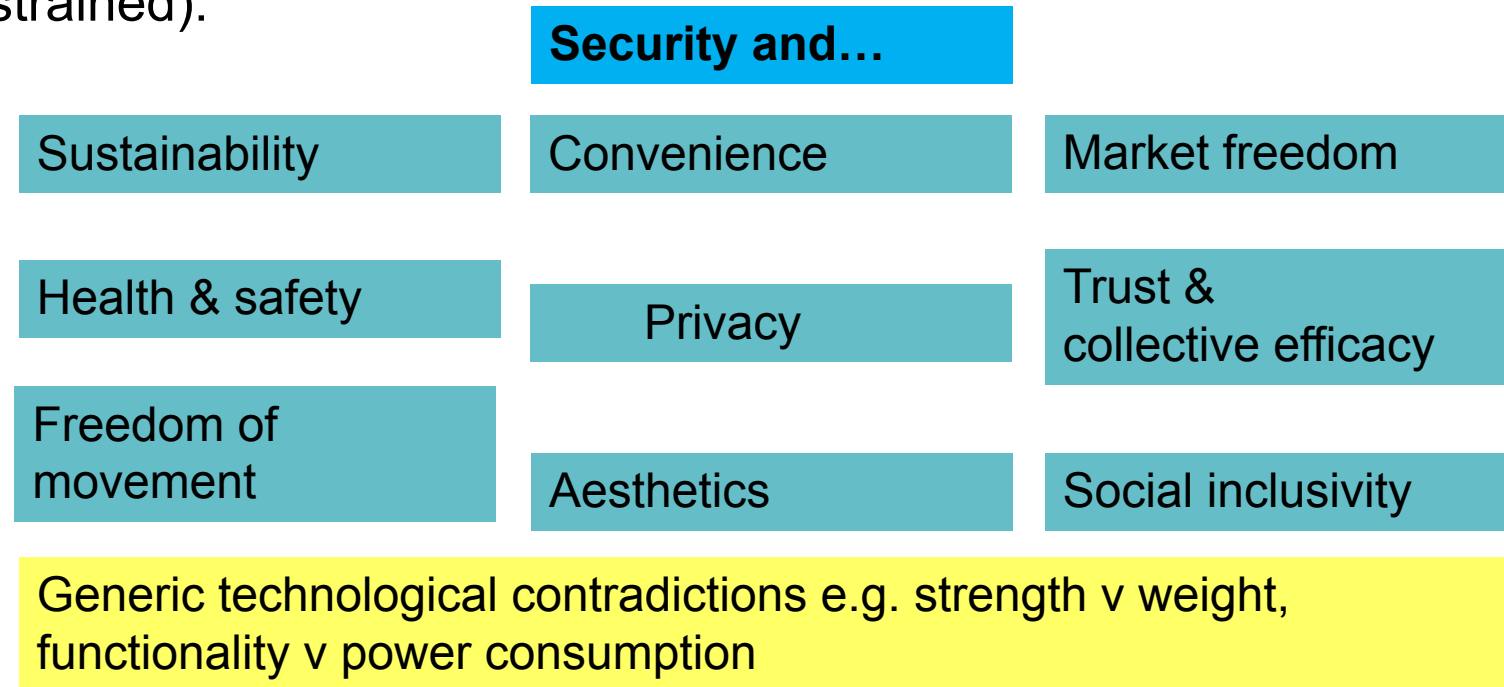 strained).
Security and…
Sustainability
Convenience
Market freedom
Health & safety
Privacy
Trust &
collective efficacy
Freedom of
movement
Aesthetics
Social inclusivity
Generic technological contradictions e.g. strength v weight,
functionality v power consumption